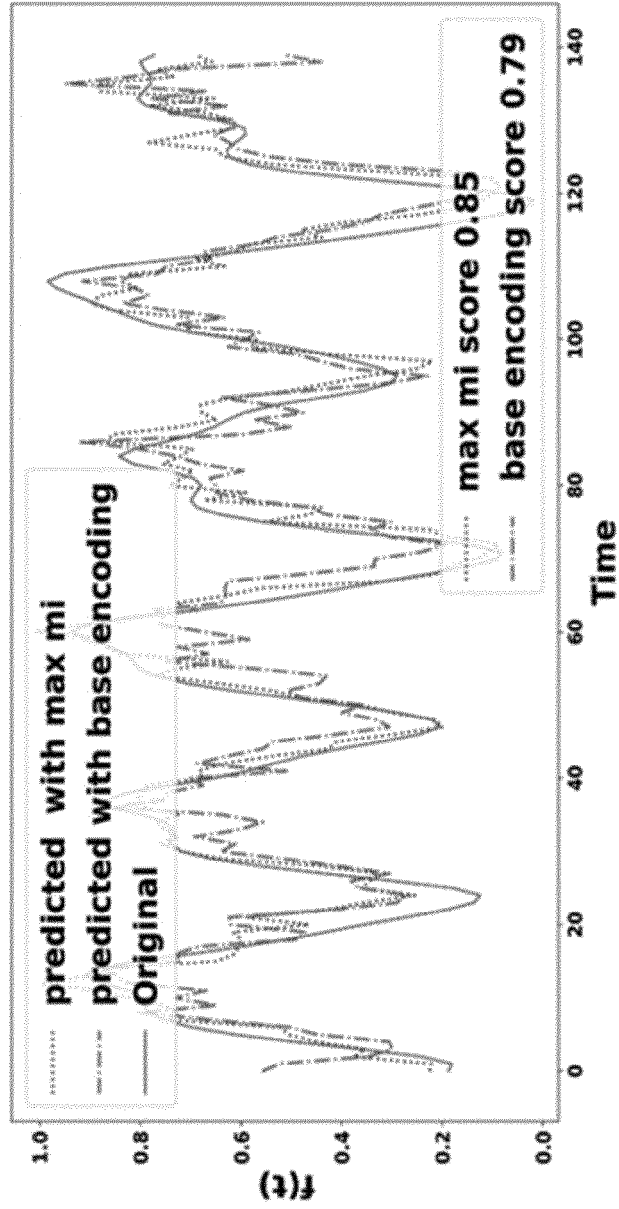 predicted  with max mi
predicted with base encoding
Original
max mi score 0.85
base encoding score 0.79
f(t)
1.0
0.8
0.6
0.4
0.2
0.0
0
20
40
60
80
100
120
140
Time